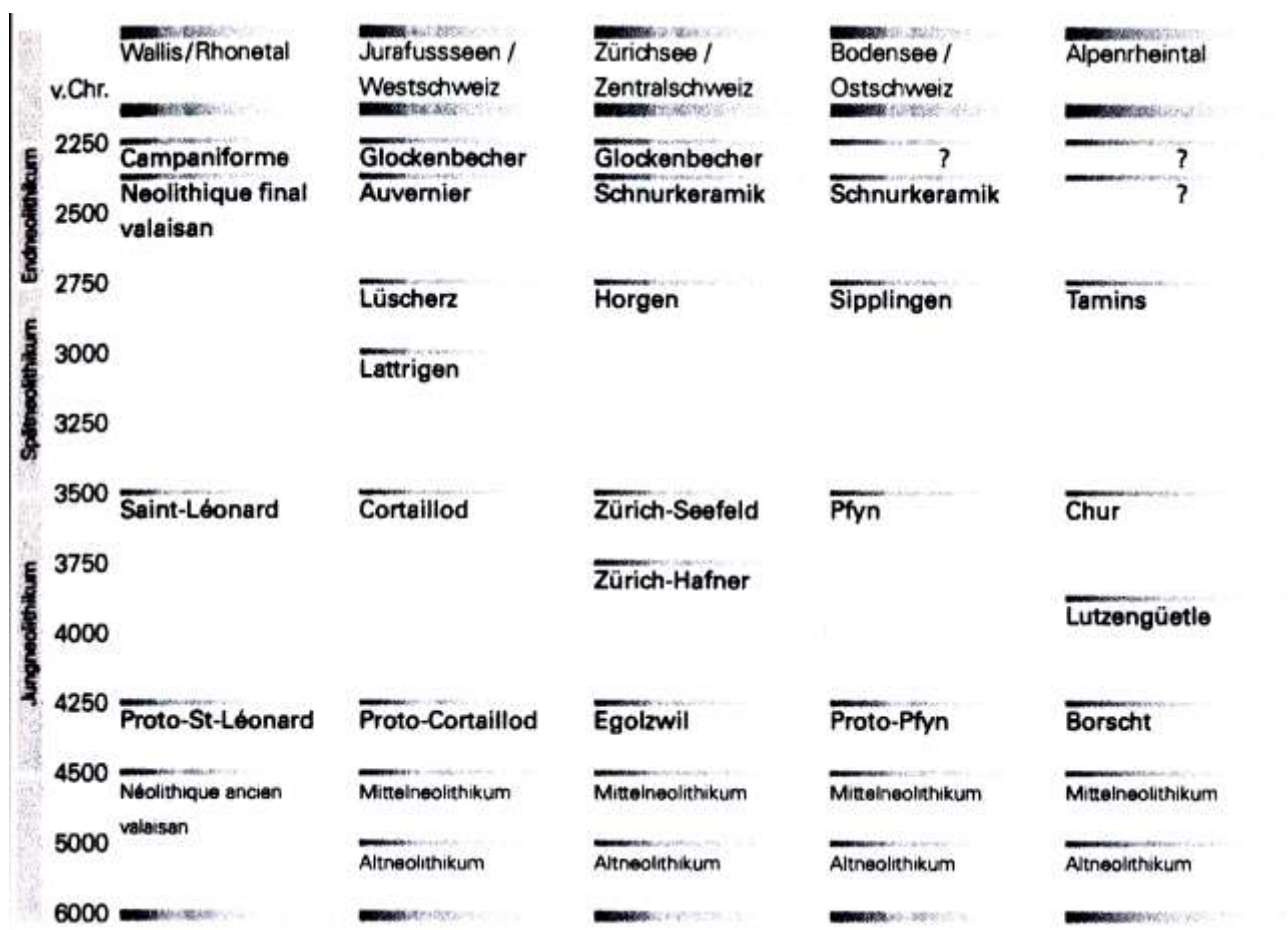 Wallis/Rhonetal Jurafussseen / Zürichsee / Bodensee / Alpenrheintal
v.Chr. Westschweiz Zentralschweiz Ostschweiz
2250 Campaniforme Glockenbecher Glockenbecher ? ?
Neolithique final Auvernier Schnurkeramik Schnurkeramik ?
2500 valaisan
Endneolithikum
2750 Lüscherz Horgen Sipplingen Tamins
3000 Lattrigen
Spätneolithikum
3250
3500 Saint-Léonard Cortaillod Zürich-Seefeld Pfyn Chur
3750 Zürich-Hafner
Lutzengüetle
4000
Jungneolithikum
4250 Proto-St-Léonard Proto-Cortaillod Egolzwil Proto-Pfyn Borscht
4500 Néolithique ancien Mittelneolithikum Mittelneolithikum Mittelneolithikum Mittelneolithikum
valaisan
5000 Altneolithikum Altneolithikum Altneolithikum Altneolithikum
6000